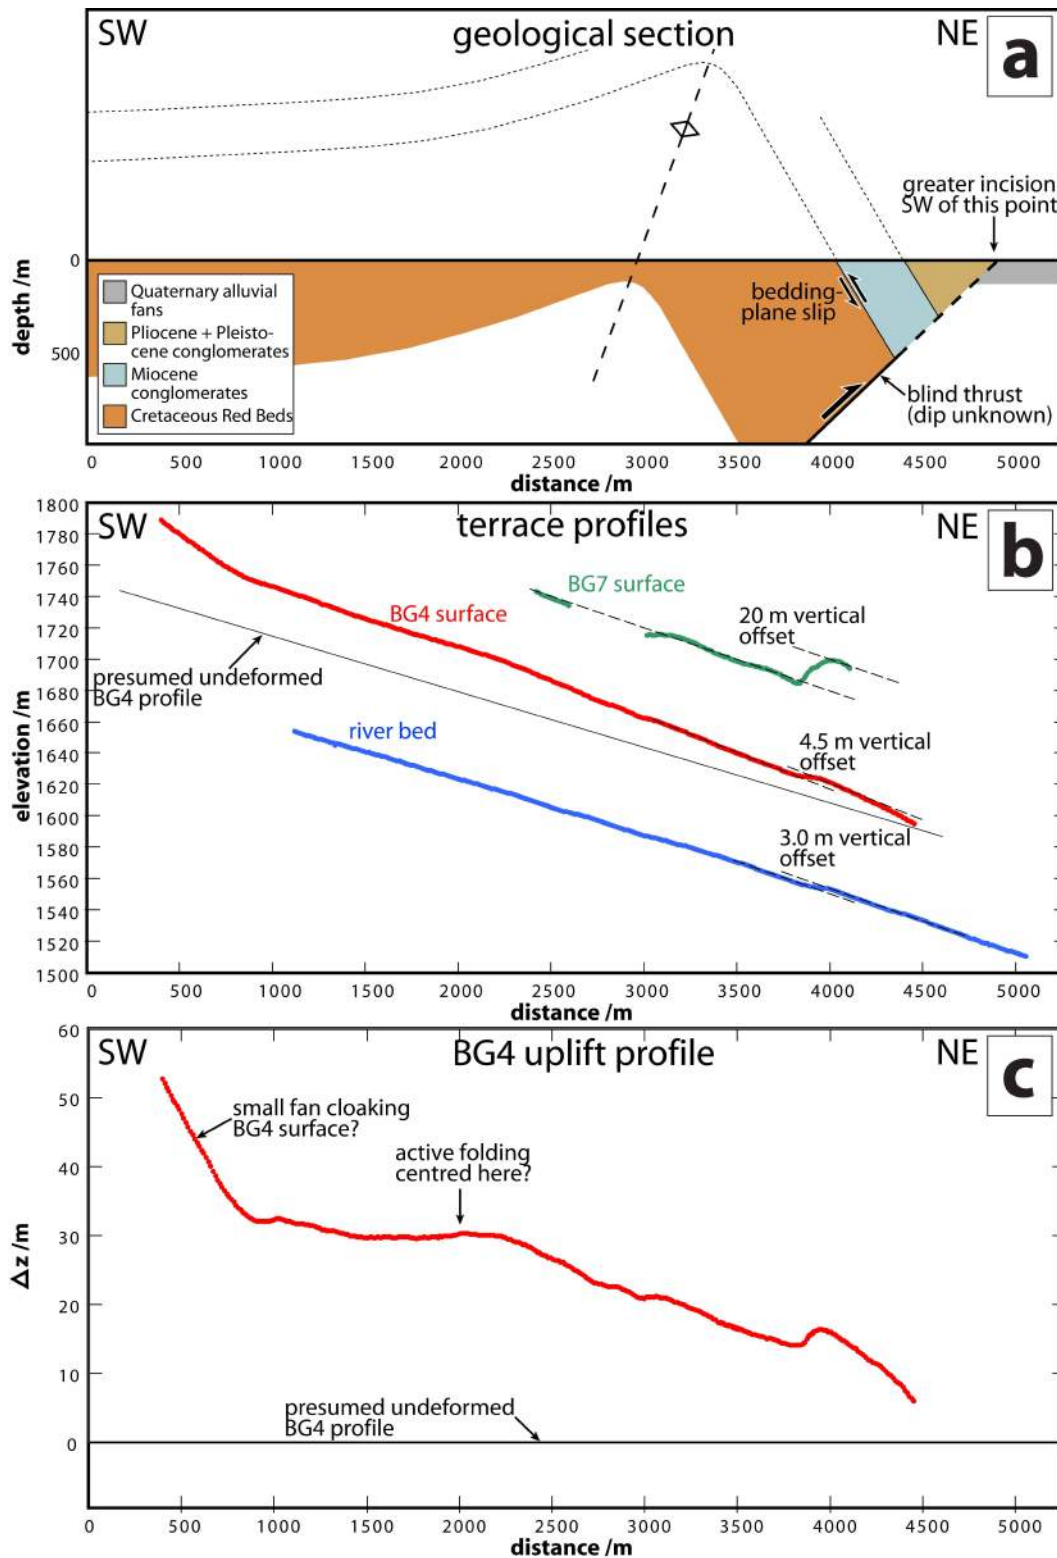 SW
geological section
NE
a
greater incision
SW of this point
0
depth /m
500
Quaternary alluvial
fans
Pliocene + Pleisto-
cene conglomerates
Miocene
conglomerates
Cretaceous Red Beds
bedding-
plane slip
blind thrust
(dip unknown)
0 500 1000 1500 2000 2500 3000 3500 4000 4500 5000
distance /m
1800
1780
1760
1740
1720
1700
1680
1660
1640
1620
1600
1580
1560
1540
1520
1500
elevation /m
SW
terrace profiles
NE
b
BG7 surface
BG4 surface
20 m vertical
offset
presumed undeformed
BG4 profile
river bed
4.5 m vertical
offset
3.0 m vertical
offset
0 500 1000 1500 2000 2500 3000 3500 4000 4500 5000
distance /m
60
50
40
30
20
10
0
Δz /m
SW
BG4 uplift profile
NE
c
small fan cloaking
BG4 surface?
active folding
centred here?
presumed undeformed
BG4 profile
0 500 1000 1500 2000 2500 3000 3500 4000 4500 5000
distance /m